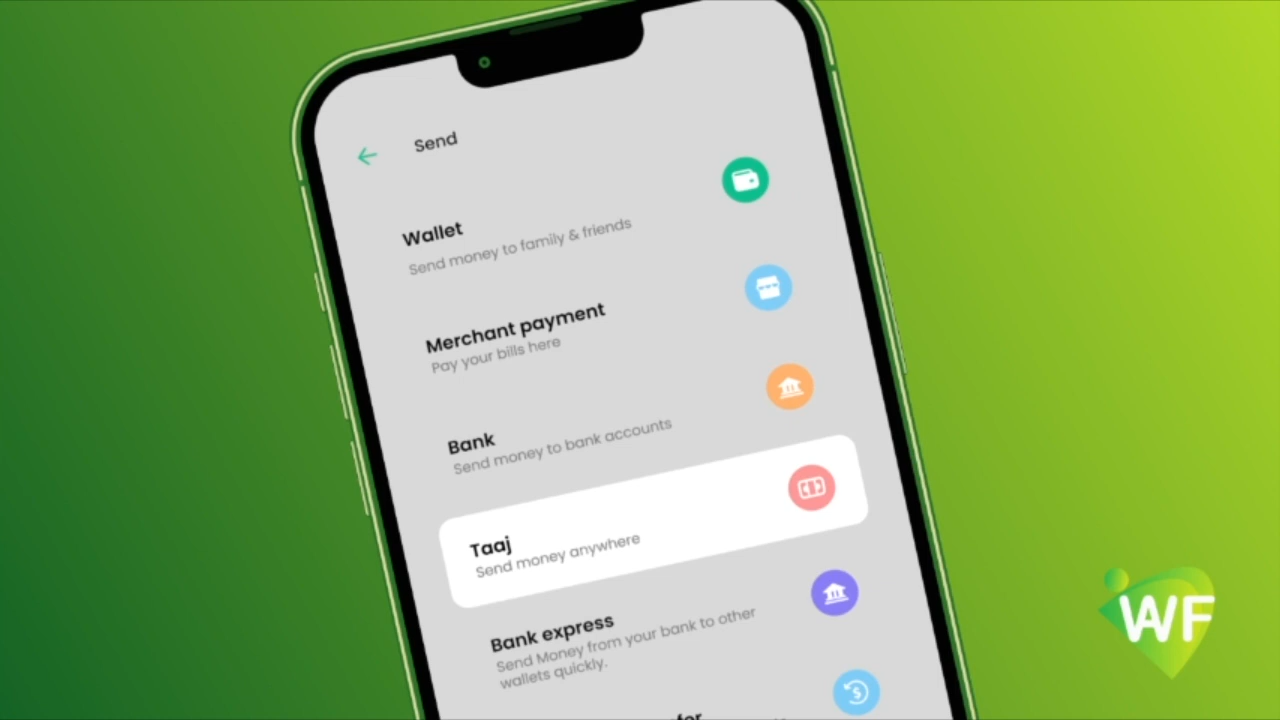 Send
Wallet
Send money to family & friends
Merchant payment
Pay your bills here
Bank
Send money to bank accounts
Taaj
Send money anywhere
Bank express
Send Money from your bank to other
wallets quickly.
WF